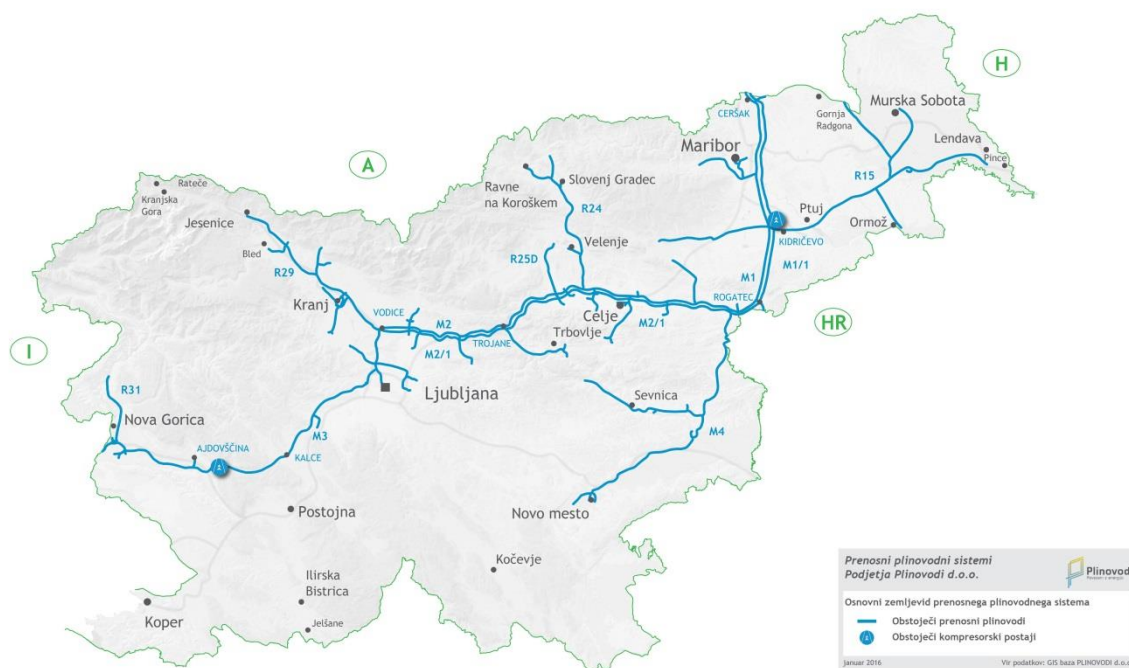 H
A
I
HR
CERŠAK
Gornja
Radgona
Murska Sobota
Lendava
Pince
Maribor
R15
Rateče
Kranjska
Gora
Jesenice
Bled
R29
Kranj
Ravne
na Koroškem
Slovenj Gradec
R24
Velenje
R25D
Ptuj
Ormož
KIDRIČEVO
M1
M1/1
ROGATEC
VODICE
M2
M2/1
TROJANE
Celje
M2/1
Trbovlje
Ljubljana
R31
Nova Gorica
AJDOVŠČINA
M3
KALCE
Sevnica
M4
Novo mesto
Postojna
Kočevje
Ilirska
Bistrica
Koper
Jelšane
Prenosni plinovodni sistemi
Podjetja Plinovodi d.o.o.
Plinovodi
Osnovni zemljevid prenosnega plinovodnega sistema
Obstoječi prenosni plinovodi
Obstoječi kompresorski postaji
Januar 2016
Vir podatkov: GIS baza PLINOVODI d.o.o.